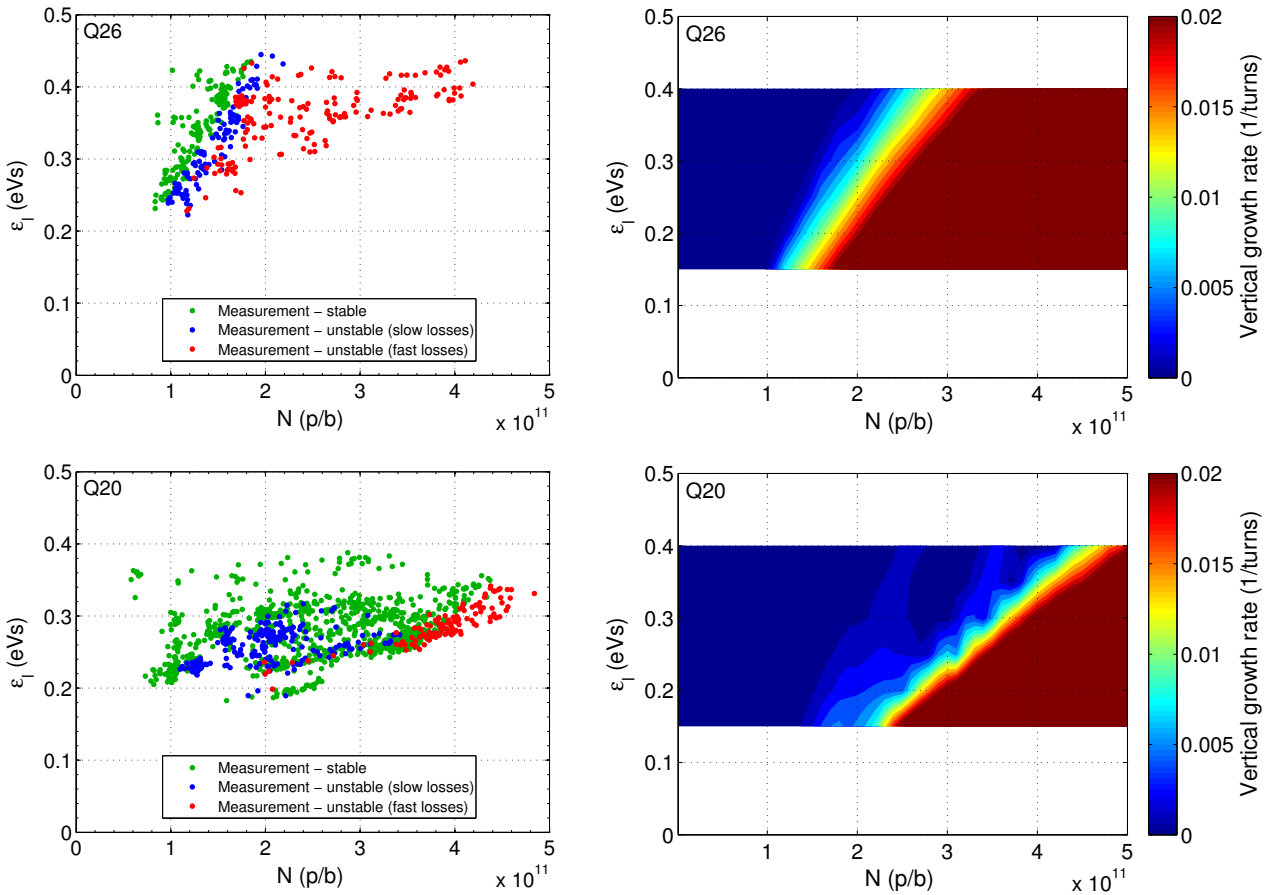 Q26
0.5
0.4
0.3
0.2
0.1
0
ε_l (eVs)
Measurement − stable
Measurement − unstable (slow losses)
Measurement − unstable (fast losses)
0 1 2 3 4 5
N (p/b)
x 10^11
Q26
0.5
0.4
0.3
0.2
0.1
0
ε_l (eVs)
1 2 3 4 5
N (p/b)
x 10^11
0.02
0.015
0.01
0.005
0
Vertical growth rate (1/turns)
Q20
0.5
0.4
0.3
0.2
0.1
0
ε_l (eVs)
Measurement − stable
Measurement − unstable (slow losses)
Measurement − unstable (fast losses)
0 1 2 3 4 5
N (p/b)
x 10^11
Q20
0.5
0.4
0.3
0.2
0.1
0
ε_l (eVs)
1 2 3 4 5
N (p/b)
x 10^11
0.02
0.015
0.01
0.005
0
Vertical growth rate (1/turns)